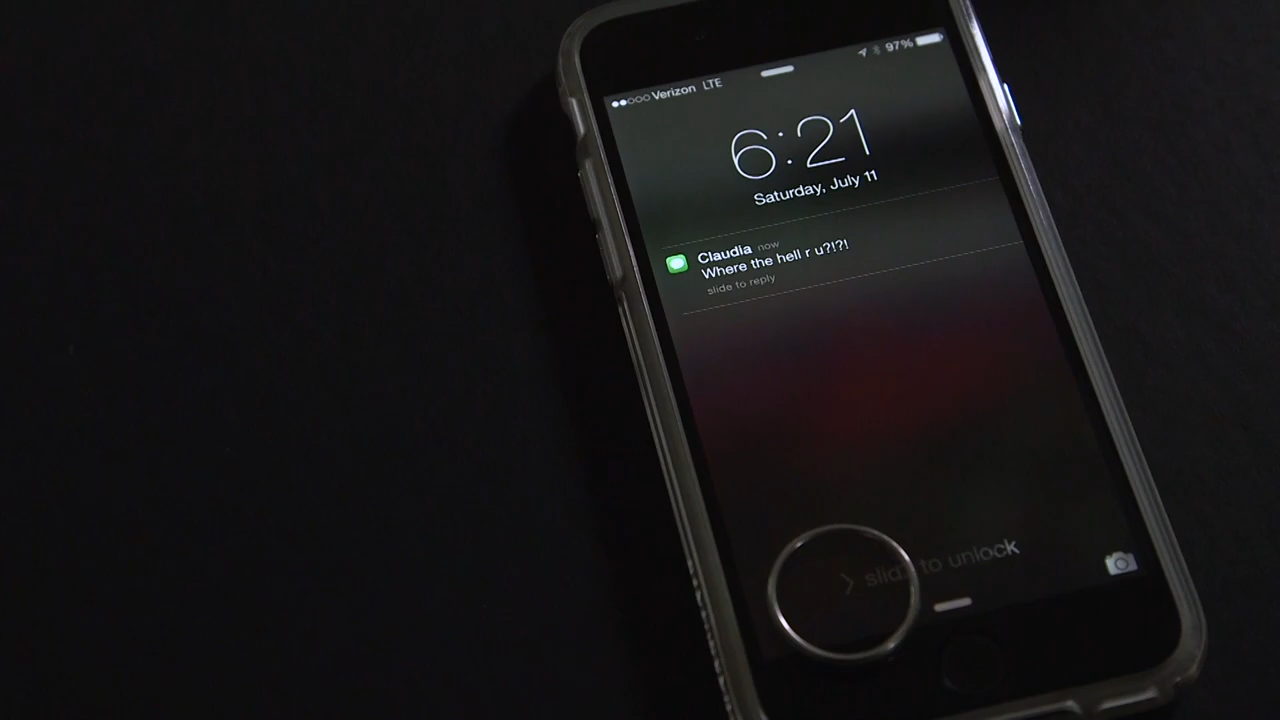 Verizon LTE 97%
6:21
Saturday, July 11
Claudia now
Where the hell r u?!?!
slide to reply
slide to unlock